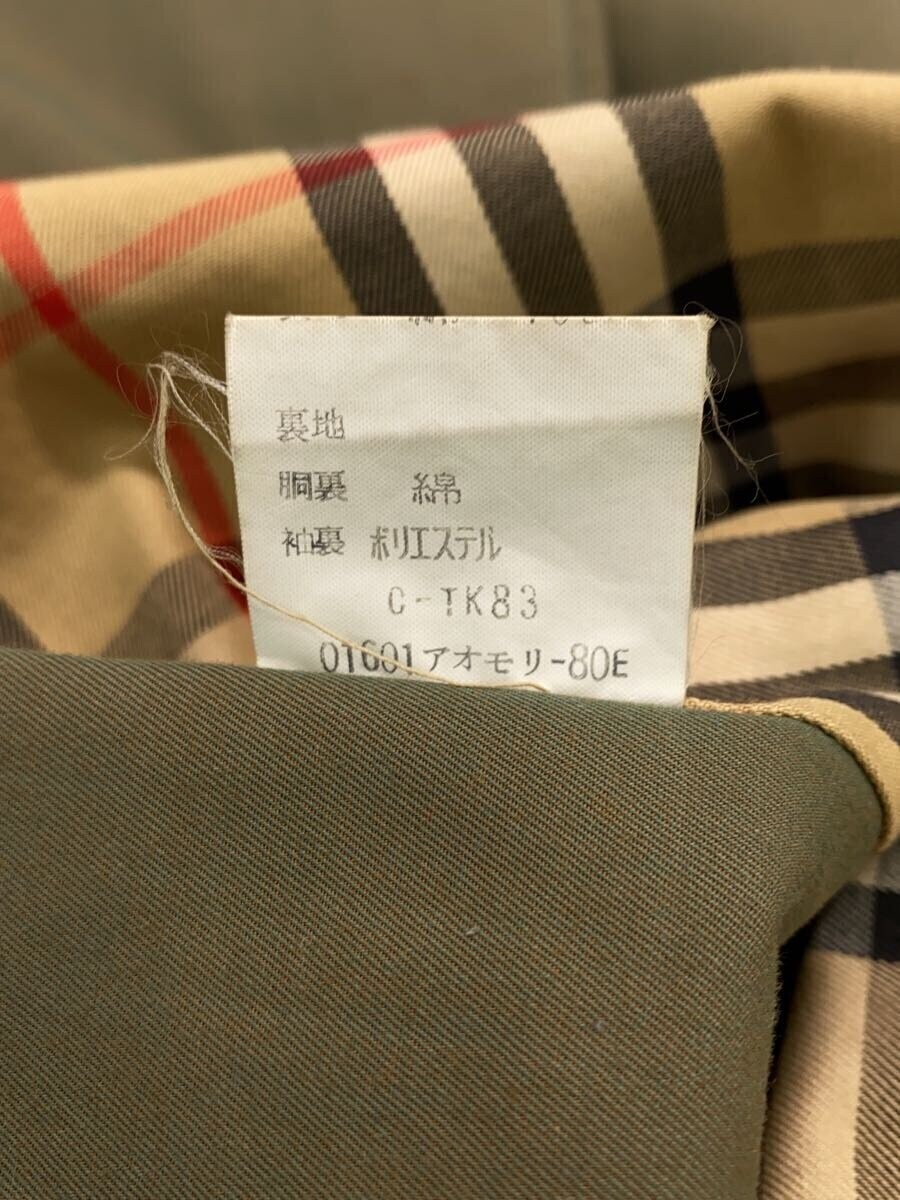 裏地
胴裏 綿
袖裏 ポリエステル
C-TK83
01601アオモリ-80E